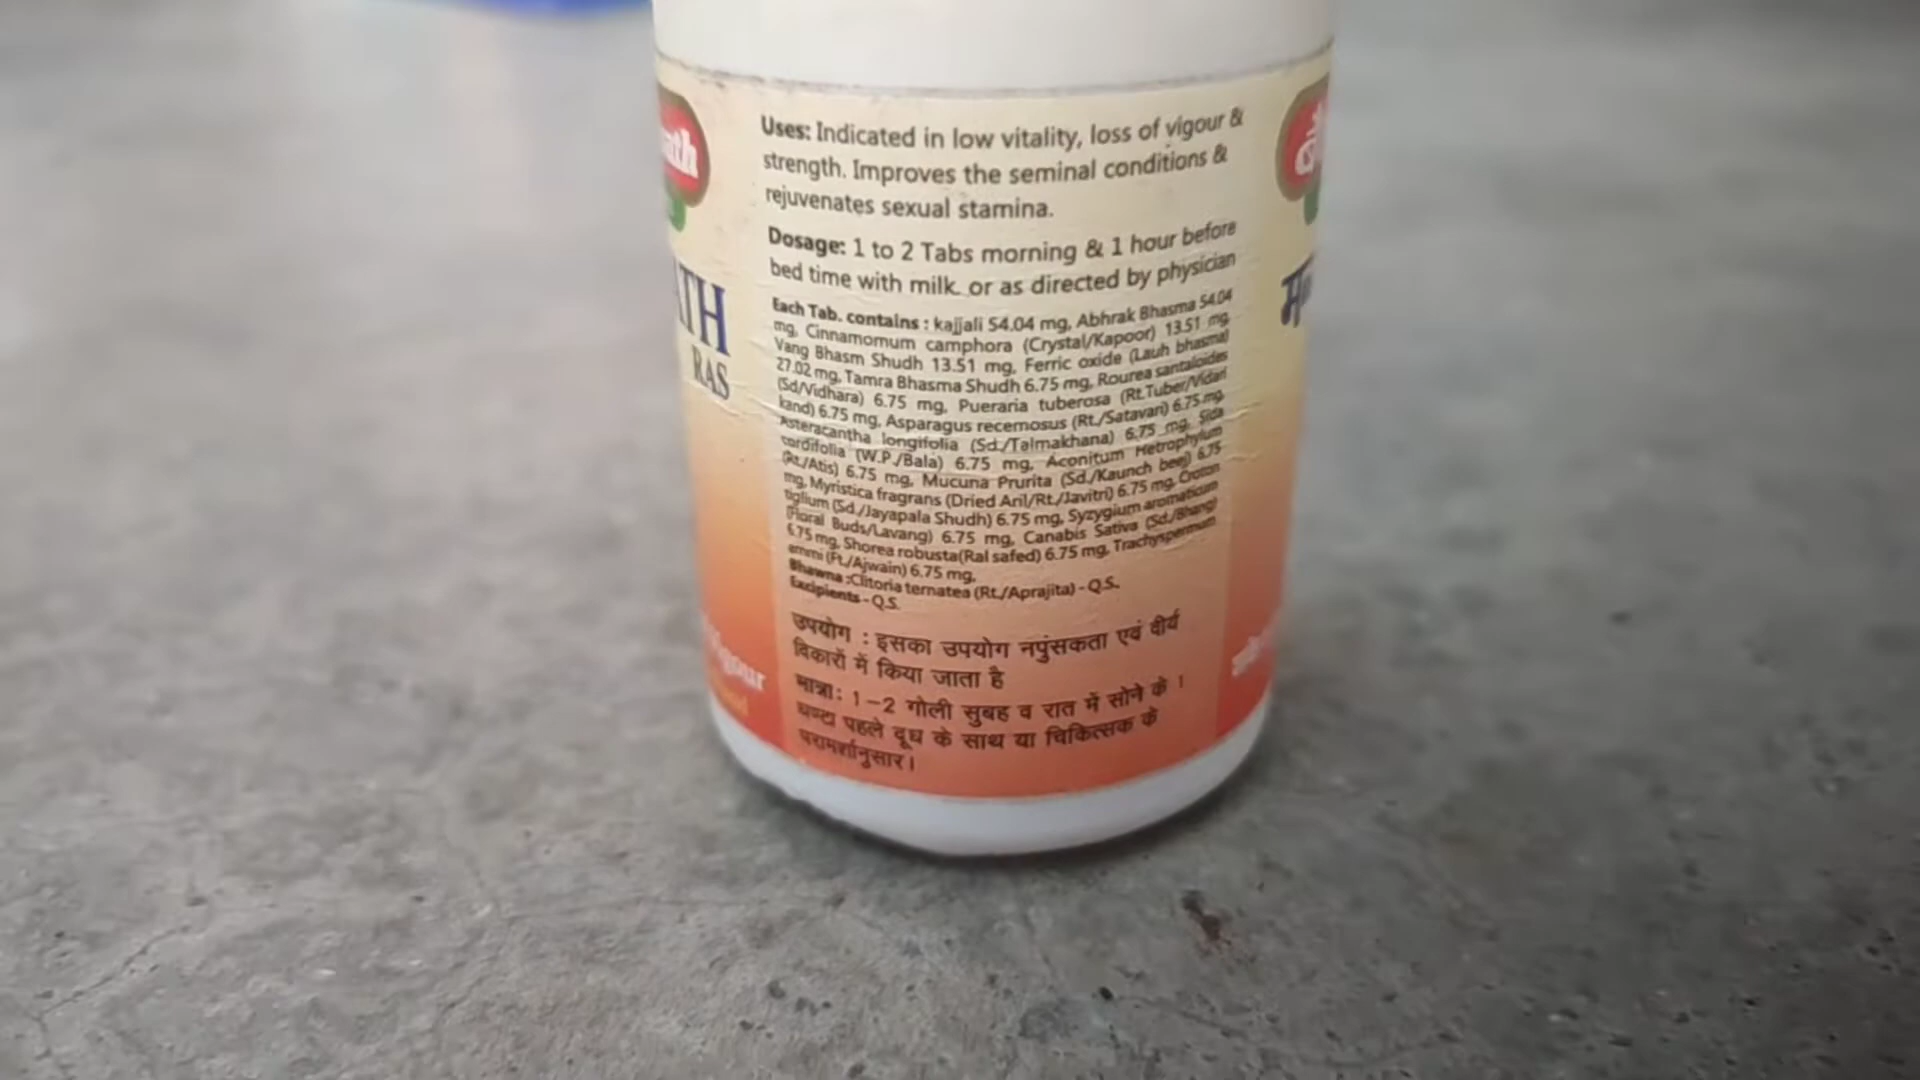 Uses: Indicated in low vitality, loss of vigour &
strength. Improves the seminal conditions &
rejuvenates sexual stamina.
Dosage: 1 to 2 Tabs morning & 1 hour before
bed time with milk. or as directed by physician
Each Tab. contains : kajjali 54.04 mg, Abhrak Bhasma 54.04
mg, Cinnamomum camphora (Crystal/Kapoor) 13.51 mg,
Vang Bhasm Shudh 13.51 mg, Ferric oxide (Lauh bhasma)
27.02 mg, Tamra Bhasma Shudh 6.75 mg, Rourea santaloides
(Sd/Vidhara) 6.75 mg, Pueraria tuberosa (Rt.Tuber/Vidari
kand) 6.75 mg, Asparagus recemosus (Rt./Satavari) 6.75 mg,
Asteracantha longifolia (Sd./Talmakhana) 6.75 mg, Sida
cordifolia (W.P./Bala) 6.75 mg, Aconitum Hetrophylum
(Rt./Atis) 6.75 mg, Mucuna Prurita (Sd./Kaunch beej) 6.75
mg, Myristica fragrans (Dried Aril/Rt./Javitri) 6.75 mg, Croton
tiglium (Sd./Jayapala Shudh) 6.75 mg, Syzygium aromaticum
(Floral Buds/Lavang) 6.75 mg, Canabis Sativa (Sd./Bhang)
6.75 mg, Shorea robusta(Ral safed) 6.75 mg, Trachyspermum
ammi (Ft./Ajwain) 6.75 mg,
Bhawna :Clitoria ternatea (Rt./Aprajita) - Q.S.
Excipients - Q.S.
उपयोग : इसका उपयोग नपुंसकता एवं वीर्य
विकारों में किया जाता है
मात्रा: 1-2 गोली सुबह व रात में सोने के 1
घण्टा पहले दूध के साथ या चिकित्सक के
परामर्शानुसार।
ath
ATH
RAS